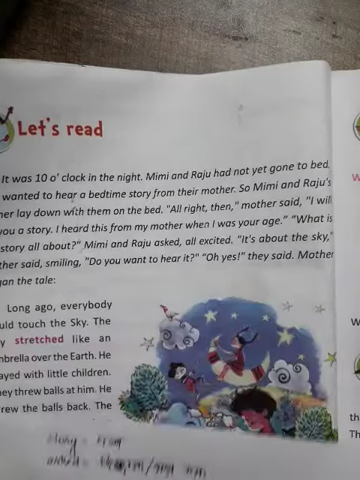 Let's read
It was 10 o' clock in the night. Mimi and Raju had not yet gone to bed.
wanted to hear a bedtime story from their mother. So Mimi and Raju's
her lay down with them on the bed. "All right, then," mother said, "I will
you a story. I heard this from my mother when I was your age." "What is
story all about?" Mimi and Raju asked, all excited. "It's about the sky,"
ther said, smiling, "Do you want to hear it?" "Oh yes!" they said. Mother
gan the tale:
Long ago, everybody
uld touch the Sky. The
y stretched like an
mbrella over the Earth. He
ayed with little children.
hey threw balls at him. He
rew the balls back. The
W
W
th
Th